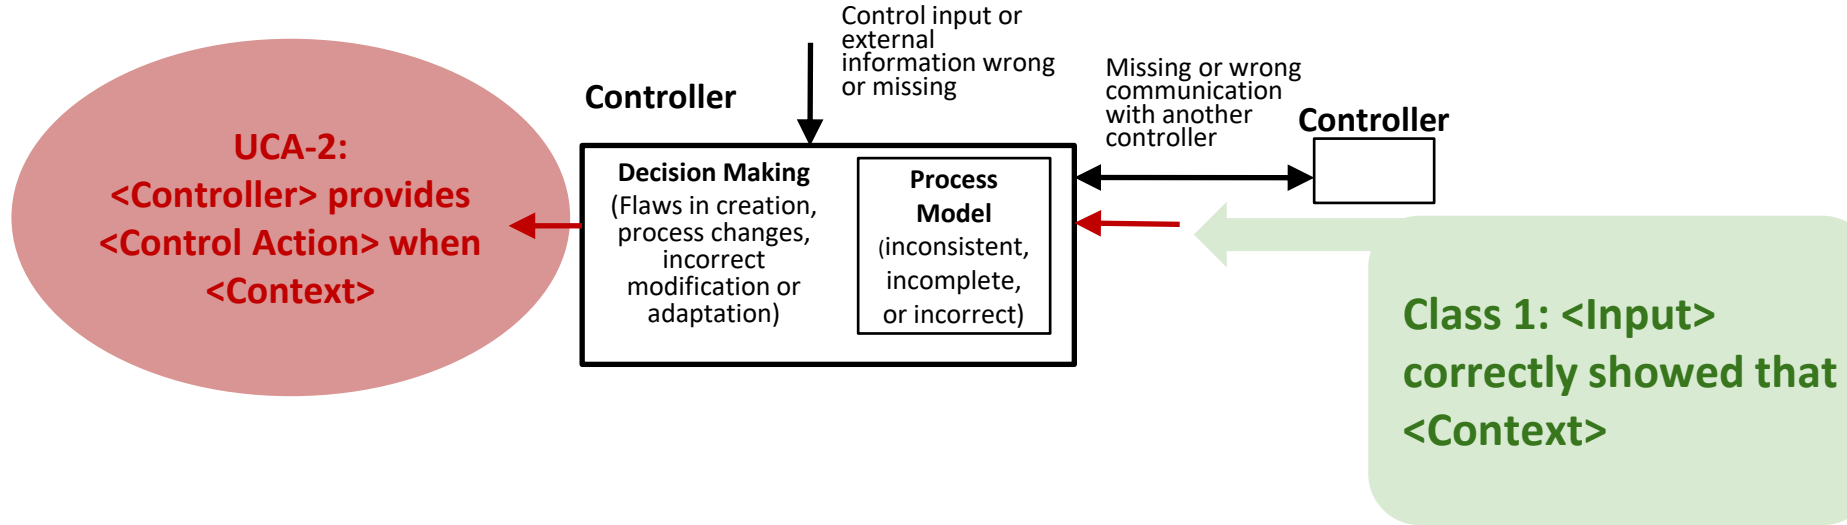 Control input or
external
information wrong
or missing
Controller
Missing or wrong
communication
with another
controller
Controller
UCA-2:
<Controller> provides
<Control Action> when
<Context>
Decision Making
(Flaws in creation,
process changes,
incorrect
modification or
adaptation)
Process
Model
(inconsistent,
incomplete,
or incorrect)
Class 1: <Input>
correctly showed that
<Context>